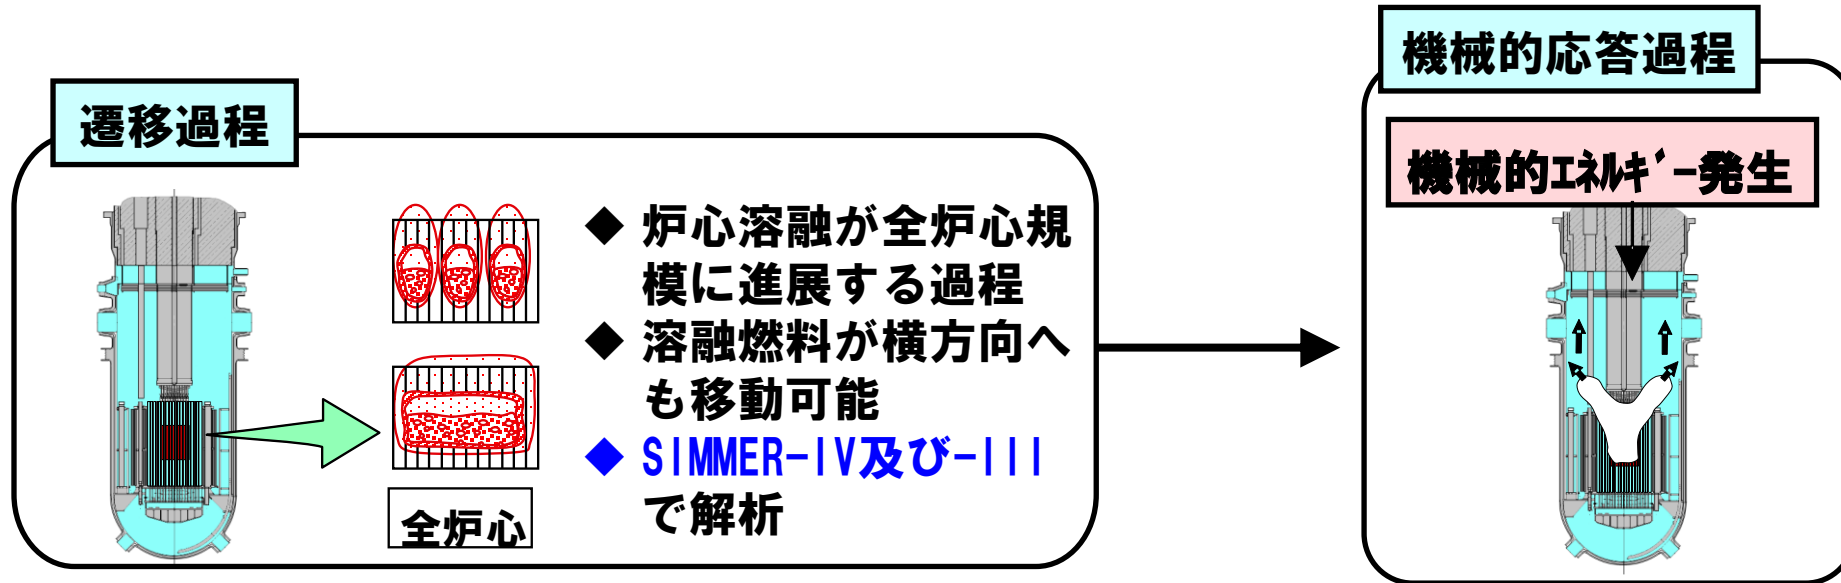 遷移過程
◆ 炉心溶融が全炉心規
模に進展する過程
◆ 溶融燃料が横方向へ
も移動可能
◆ SIMMER-IV及び-III
で解析
全炉心
機械的応答過程
機械的ｴﾈﾙｷﾞｰ発生